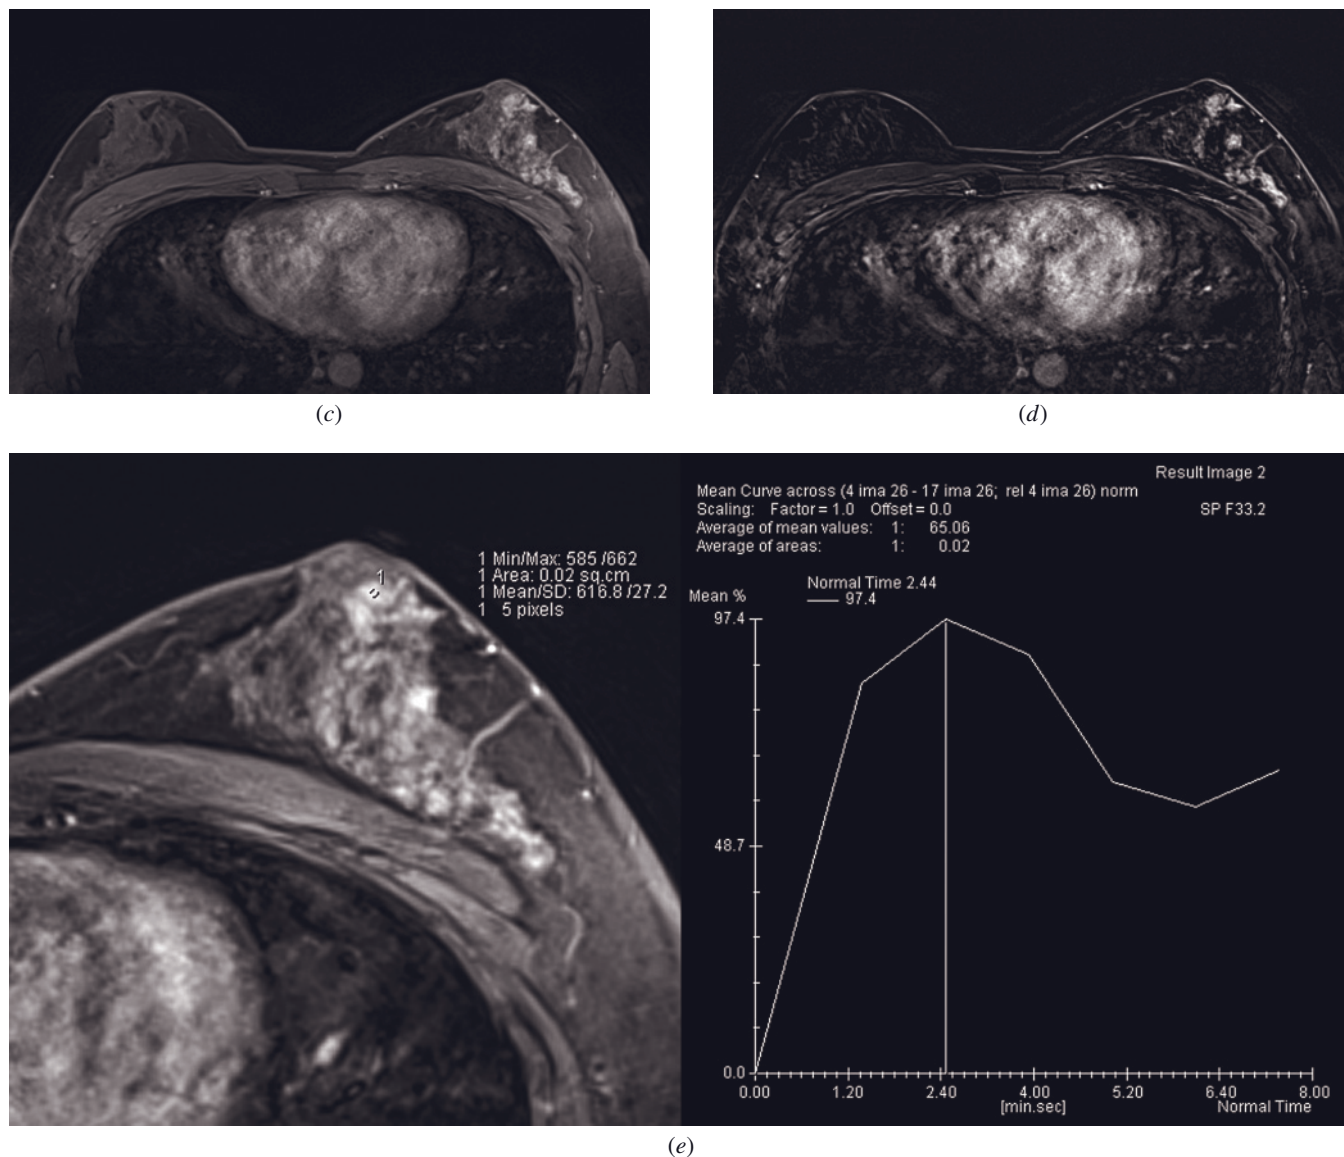 (c)
(d)
1
1 Min/Max: 585 /662
1 Area: 0.02 sq.cm
1 Mean/SD: 616.8 /27.2
1 5 pixels
Result Image 2
Mean Curve across (4 ima 26 - 17 ima 26; rel 4 ima 26) norm
Scaling: Factor = 1.0 Offset = 0.0
SP F33.2
Average of mean values: 1: 65.06
Average of areas: 1: 0.02
Normal Time 2.44
Mean %
97.4
97.4
48.7
0.0
0.00 1.20 2.40 4.00 5.20 6.40 8.00
[min.sec]
Normal Time
(e)